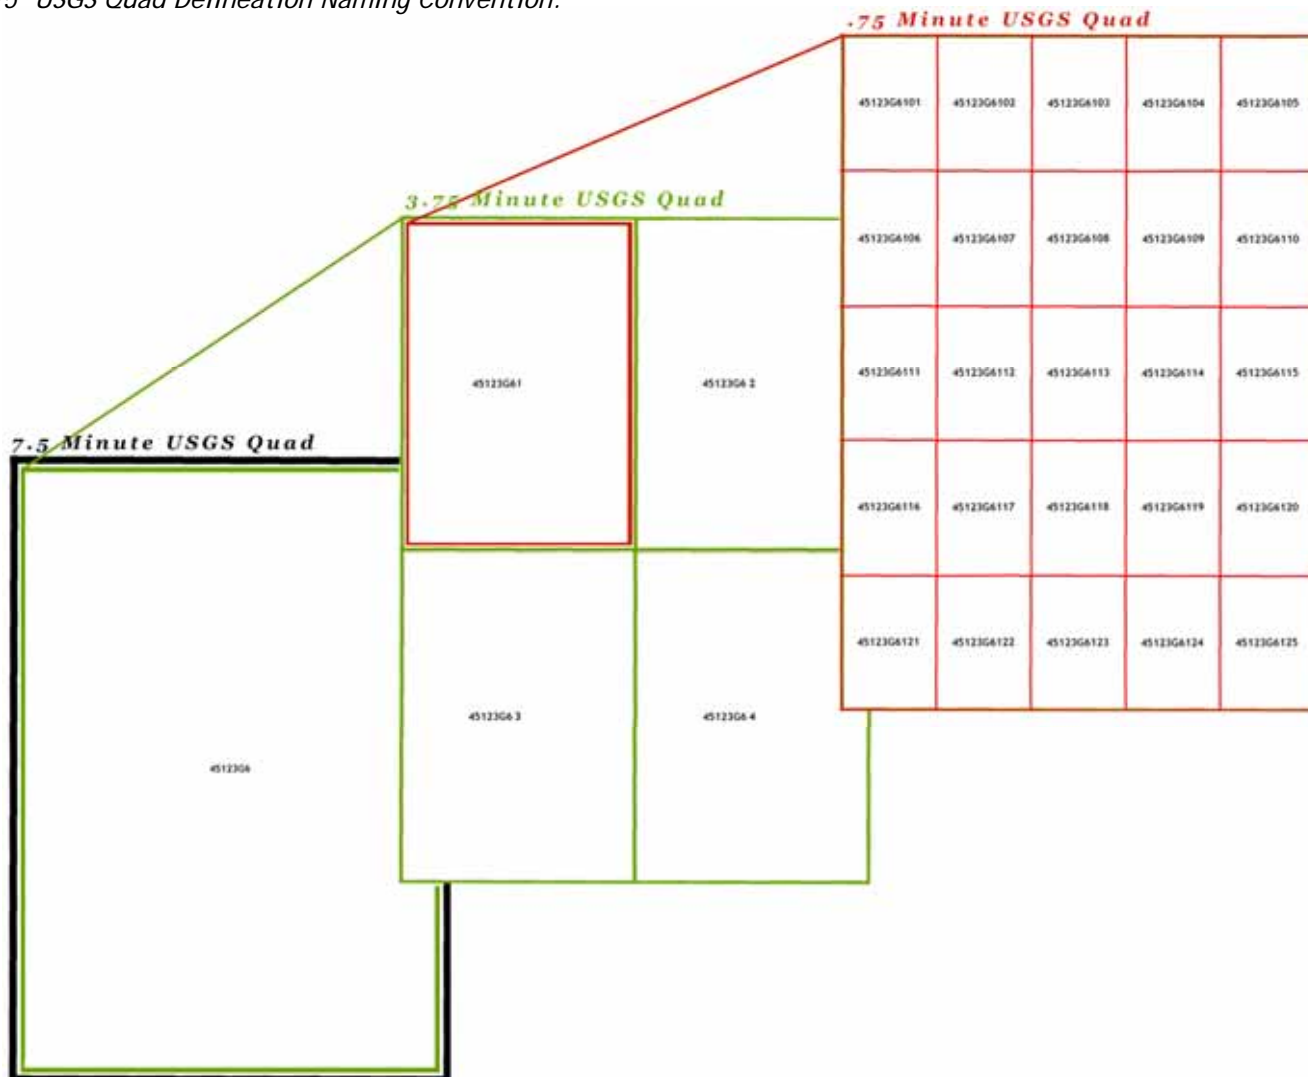 5 USGS Quad Delineation Naming Convention.
.75 Minute USGS Quad
45123G6101 45123G6102 45123G6103 45123G6104 45123G6105
3.75 Minute USGS Quad
45123G6106 45123G6107 45123G6108 45123G6109 45123G6110
45123G6111 45123G6112 45123G6113 45123G6114 45123G6115
45123G61 45123G6 2
7.5 Minute USGS Quad
45123G6116 45123G6117 45123G6118 45123G6119 45123G6120
45123G6121 45123G6122 45123G6123 45123G6124 45123G6125
45123G6 3 45123G6 4
45123G6